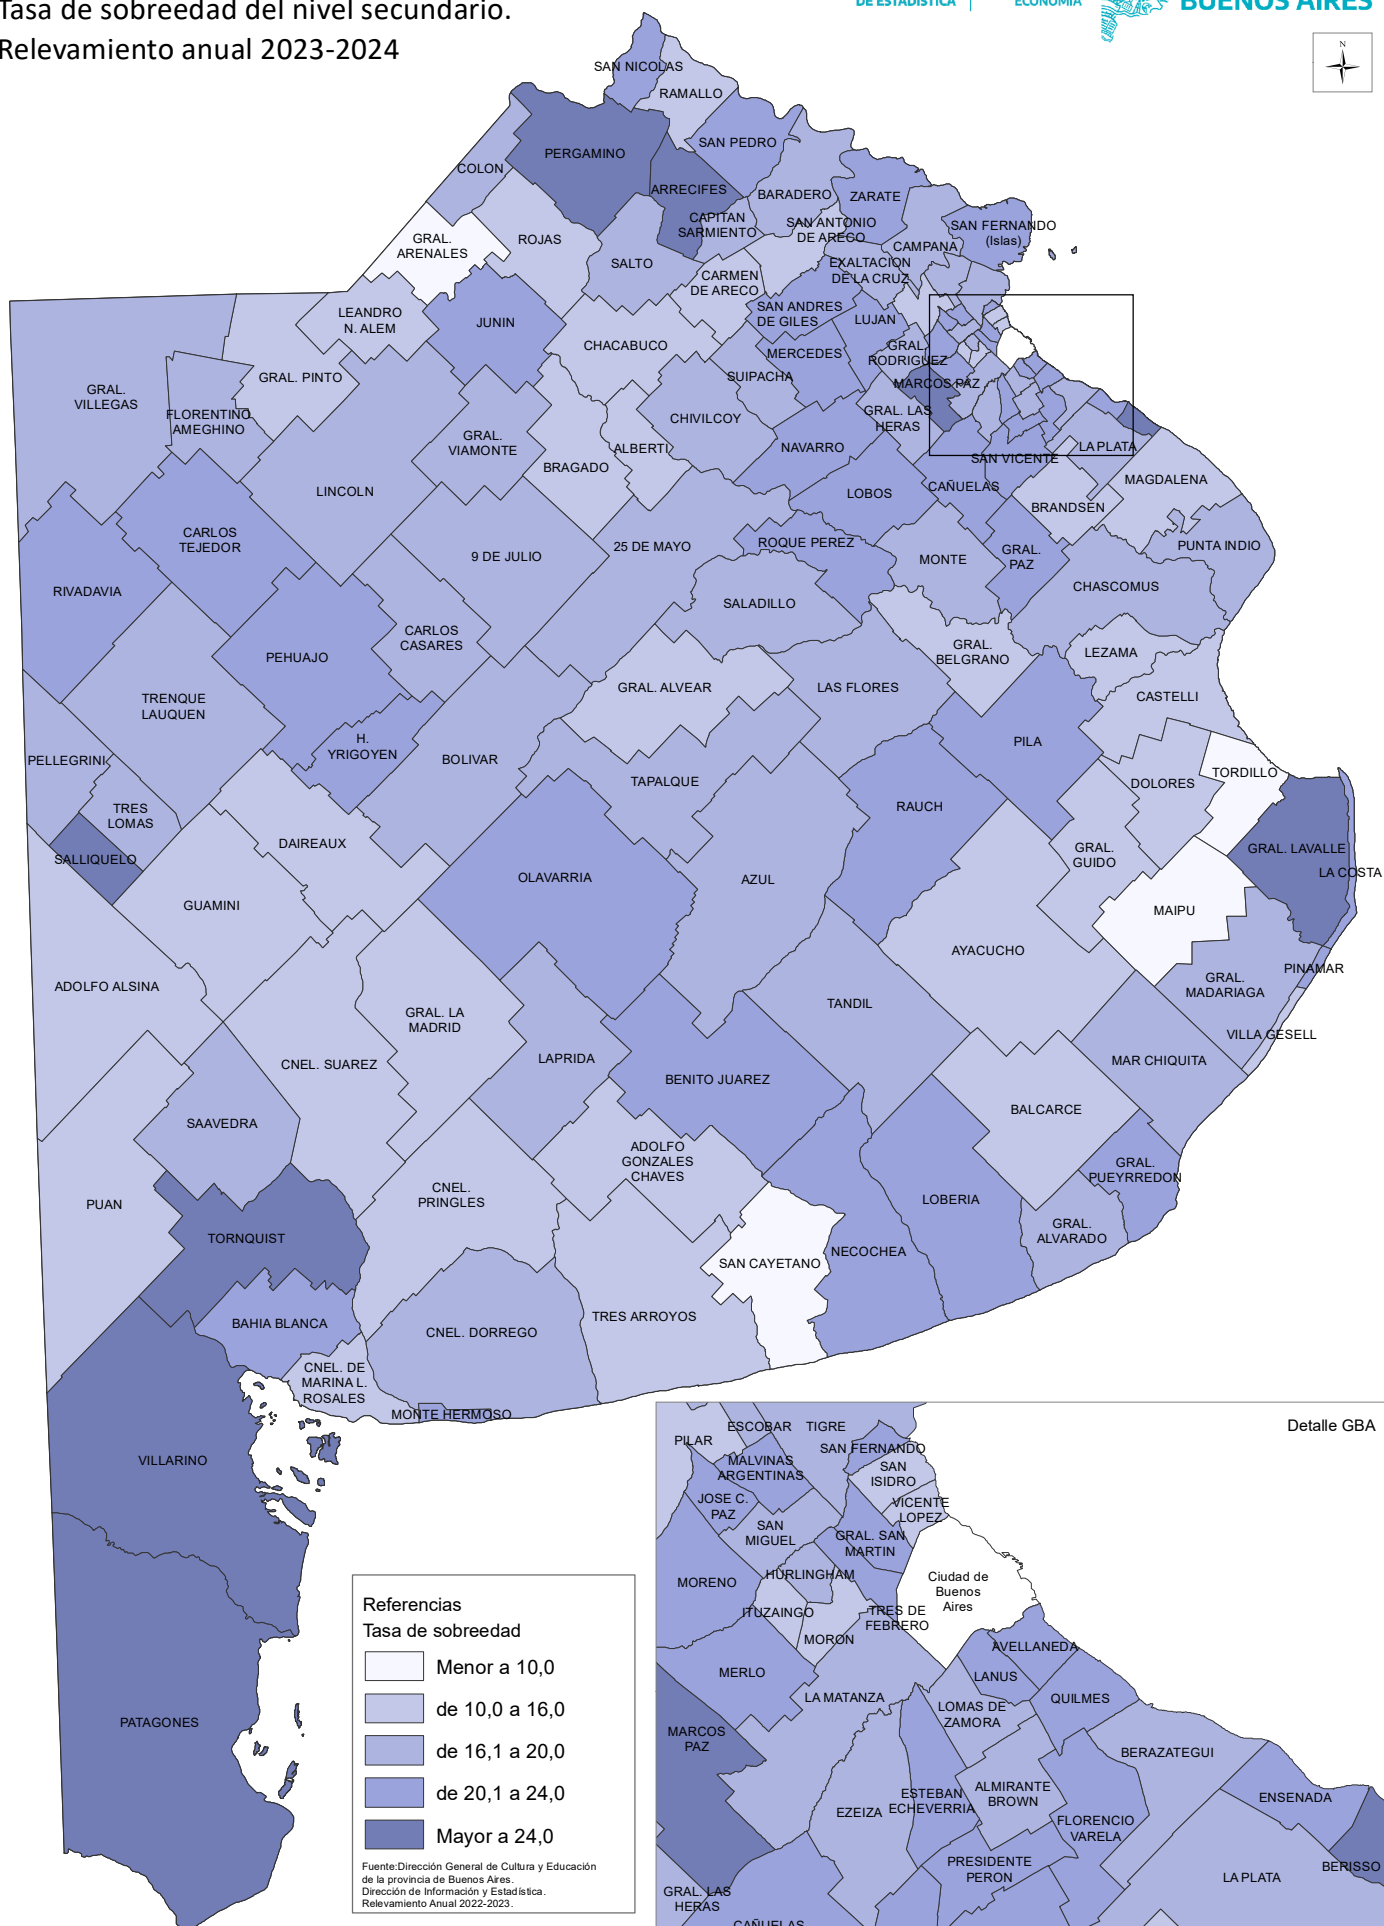 Tasa de sobreedad del nivel secundario.
Relevamiento anual 2023-2024
DE ESTADÍSTICA
ECONOMÍA
BUENOS AIRES
N
SAN NICOLAS
RAMALLO
SAN PEDRO
PERGAMINO
COLON
ARRECIFES
BARADERO
ZARATE
CAPITAN
SARMIENTO
SAN ANTONIO
DE ARECO
SAN FERNANDO
(Islas)
CAMPANA
GRAL.
ARENALES
ROJAS
SALTO
EXALTACION
DE LA CRUZ
CARMEN
DE ARECO
LEANDRO
N. ALEM
JUNIN
SAN ANDRES
DE GILES
LUJAN
CHACABUCO
MERCEDES
GRAL.
RODRIGUEZ
GRAL. PINTO
SUIPACHA
MARCOS PAZ
GRAL.
VILLEGAS
FLORENTINO
AMEGHINO
CHIVILCOY
GRAL. LAS
HERAS
GRAL.
VIAMONTE
ALBERTI
NAVARRO
LA PLATA
BRAGADO
SAN VICENTE
LINCOLN
LOBOS
CAÑUELAS
MAGDALENA
BRANDSEN
CARLOS
TEJEDOR
9 DE JULIO
25 DE MAYO
ROQUE PEREZ
MONTE
GRAL.
PAZ
PUNTA INDIO
RIVADAVIA
SALADILLO
CHASCOMUS
CARLOS
CASARES
PEHUAJO
GRAL.
BELGRANO
LEZAMA
TRENQUE
LAUQUEN
GRAL. ALVEAR
LAS FLORES
CASTELLI
H.
YRIGOYEN
PILA
PELLEGRINI
BOLIVAR
TAPALQUE
DOLORES
TORDILLO
TRES
LOMAS
RAUCH
DAIREAUX
GRAL.
GUIDO
GRAL. LAVALLE
SALLIQUELO
LA COSTA
OLAVARRIA
AZUL
GUAMINI
MAIPU
AYACUCHO
ADOLFO ALSINA
PINAMAR
GRAL.
MADARIAGA
GRAL. LA
MADRID
TANDIL
VILLA GESELL
CNEL. SUAREZ
LAPRIDA
MAR CHIQUITA
BENITO JUAREZ
BALCARCE
SAAVEDRA
ADOLFO
GONZALES
CHAVES
GRAL.
PUEYRREDON
PUAN
CNEL.
PRINGLES
LOBERIA
GRAL.
ALVARADO
TORNQUIST
NECOCHEA
SAN CAYETANO
BAHIA BLANCA
CNEL. DORREGO
TRES ARROYOS
CNEL. DE
MARINA L.
ROSALES
MONTE HERMOSO
VILLARINO
PATAGONES
Referencias
Tasa de sobreedad
Menor a 10,0
de 10,0 a 16,0
de 16,1 a 20,0
de 20,1 a 24,0
Mayor a 24,0
Fuente:Dirección General de Cultura y Educación
de la provincia de Buenos Aires.
Dirección de Información y Estadística.
Relevamiento Anual 2022-2023.
Detalle GBA
ESCOBAR
TIGRE
PILAR
SAN FERNANDO
MALVINAS
ARGENTINAS
SAN
ISIDRO
JOSE C.
PAZ
VICENTE
LOPEZ
SAN
MIGUEL
GRAL. SAN
MARTIN
MORENO
HURLINGHAM
Ciudad de
Buenos
Aires
ITUZAINGO
TRES DE
FEBRERO
MORON
AVELLANEDA
MERLO
LANUS
LA MATANZA
QUILMES
LOMAS DE
ZAMORA
MARCOS
PAZ
BERAZATEGUI
EZEIZA
ESTEBAN
ECHEVERRIA
ALMIRANTE
BROWN
ENSENADA
FLORENCIO
VARELA
PRESIDENTE
PERON
BERISSO
LA PLATA
GRAL. LAS
HERAS
CAÑUELAS